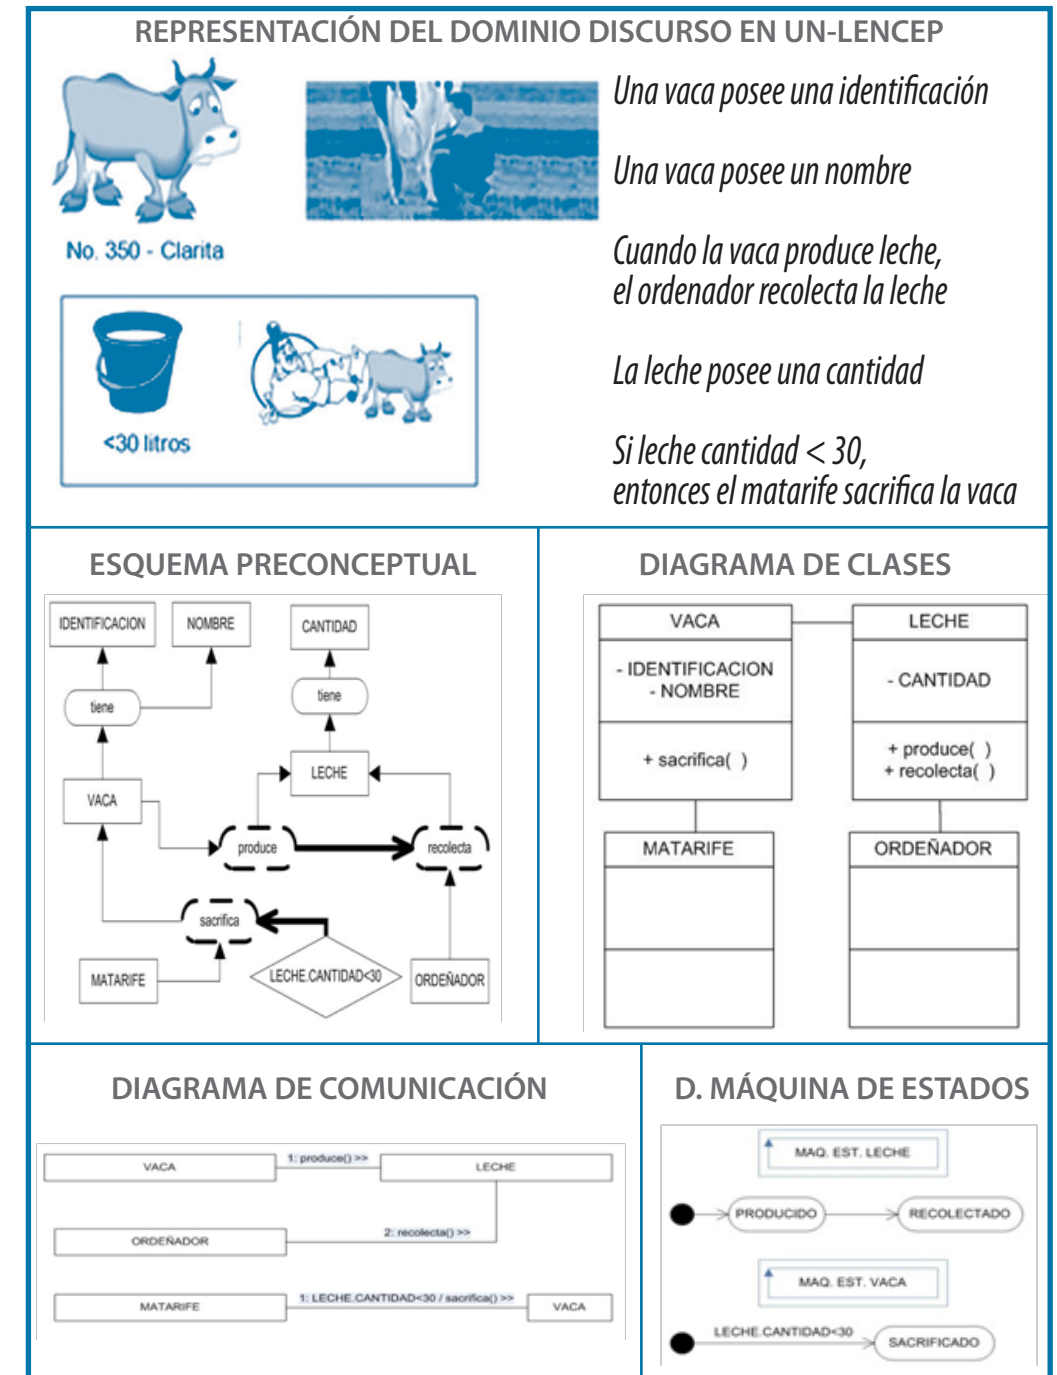 REPRESENTACIÓN DEL DOMINIO DISCURSO EN UN-LENCEP
No. 350 - Clarita
<30 litros
Una vaca posee una identificación
Una vaca posee un nombre
Cuando la vaca produce leche,
el ordenador recolecta la leche
La leche posee una cantidad
Si leche cantidad < 30,
entonces el matarife sacrifica la vaca
ESQUEMA PRECONCEPTUAL
IDENTIFICACION
NOMBRE
CANTIDAD
tiene
tiene
LECHE
VACA
produce
recolecta
sacrifica
MATARIFE
LECHE.CANTIDAD<30
ORDEÑADOR
DIAGRAMA DE CLASES
VACA
- IDENTIFICACION
- NOMBRE
+ sacrifica( )
LECHE
- CANTIDAD
+ produce( )
+ recolecta( )
MATARIFE
ORDEÑADOR
DIAGRAMA DE COMUNICACIÓN
VACA
1: produce() >>
LECHE
ORDEÑADOR
2: recolecta() >>
MATARIFE
1: LECHE.CANTIDAD<30 / sacrifica() >>
VACA
D. MÁQUINA DE ESTADOS
MAQ. EST. LECHE
PRODUCIDO
RECOLECTADO
MAQ. EST. VACA
LECHE.CANTIDAD<30
SACRIFICADO